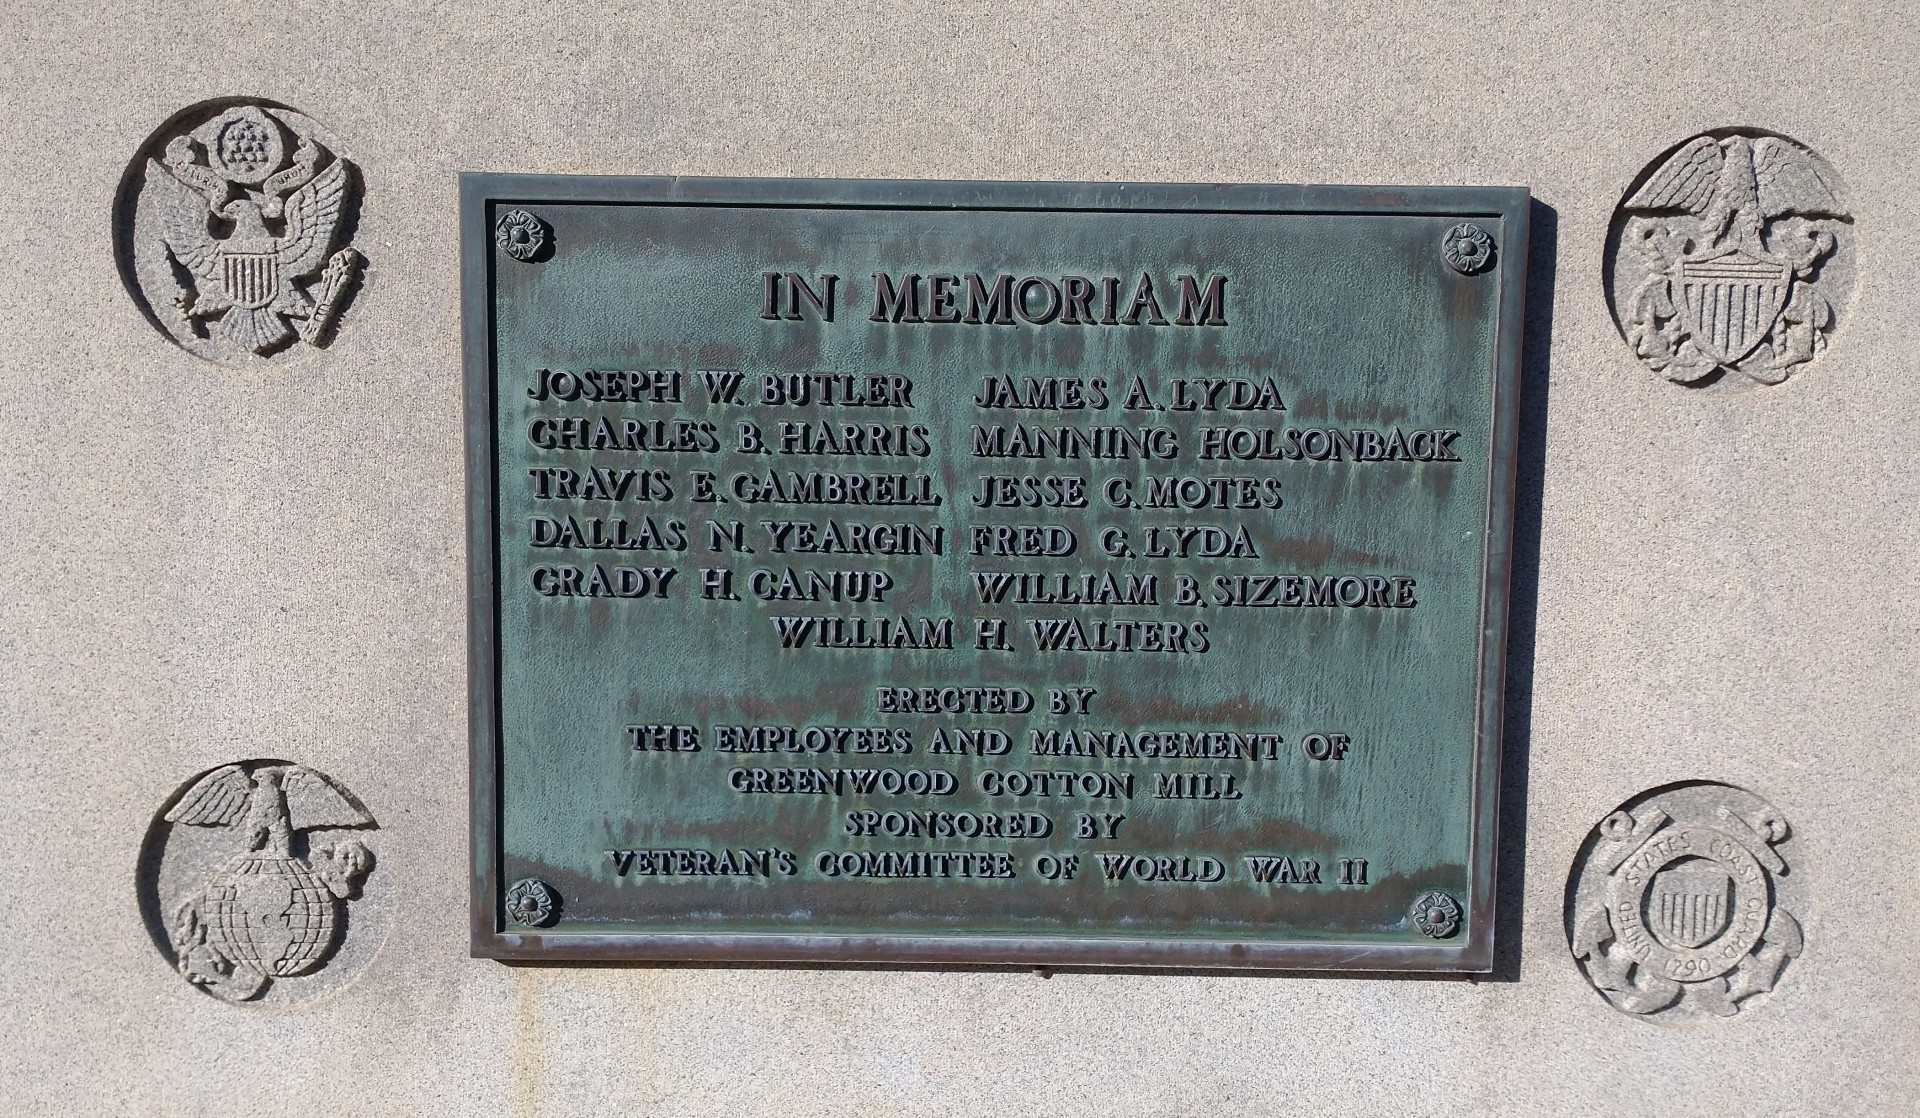 IN MEMORIAM
JOSEPH W. BUTLER JAMES A. LYDA
CHARLES B. HARRIS MANNING HOLSONBACK
TRAVIS E. GAMBRELL JESSE C. MOTES
DALLAS N. YEARGIN FRED G. LYDA
GRADY H. CANUP WILLIAM B. SIZEMORE
WILLIAM H. WALTERS
ERECTED BY
THE EMPLOYEES AND MANAGEMENT OF
GREENWOOD COTTON MILL
SPONSORED BY
VETERAN'S COMMITTEE OF WORLD WAR II
UNITED STATES COAST GUARD
1790